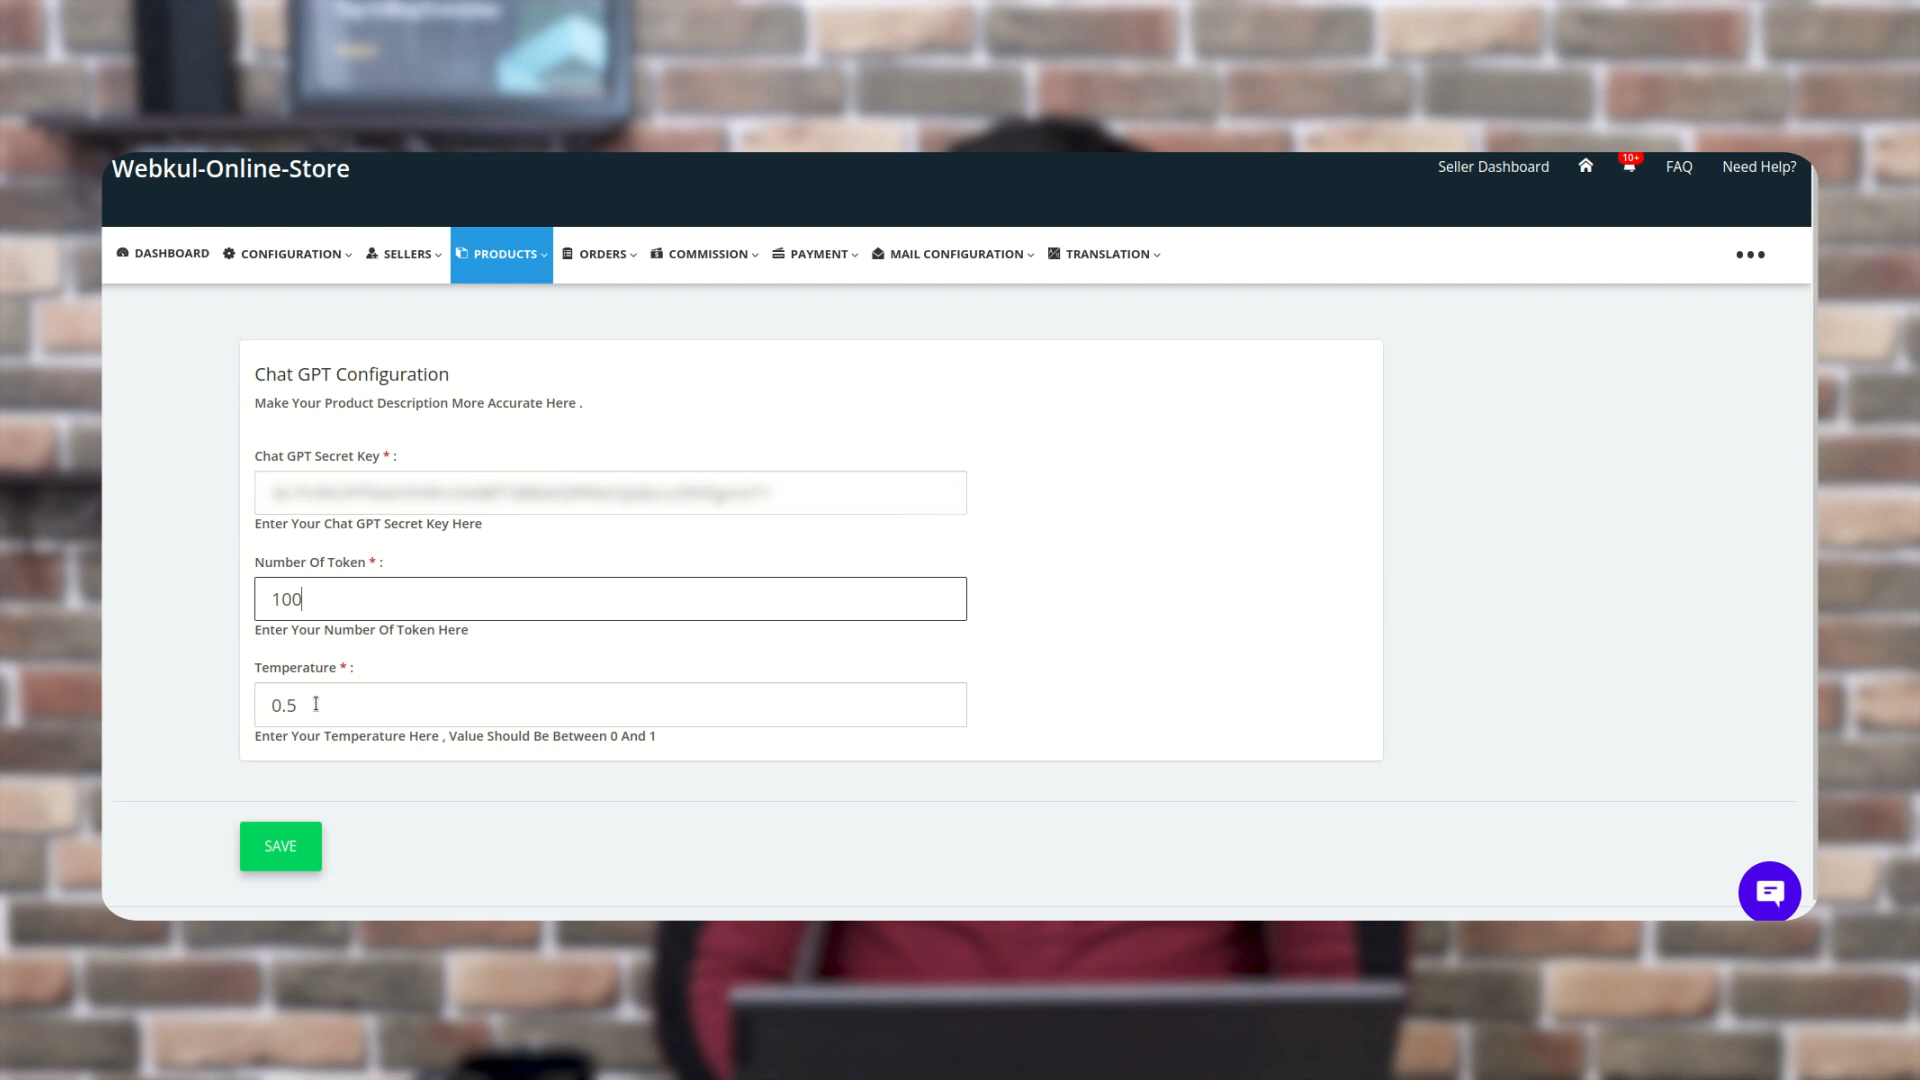 Webkul-Online-Store
Seller Dashboard
10+
FAQ
Need Help?
DASHBOARD
CONFIGURATION
SELLERS
PRODUCTS
ORDERS
COMMISSION
PAYMENT
MAIL CONFIGURATION
TRANSLATION
Chat GPT Configuration
Make Your Product Description More Accurate Here .
Chat GPT Secret Key * :
Enter Your Chat GPT Secret Key Here
Number Of Token * :
100
Enter Your Number Of Token Here
Temperature * :
0.5
Enter Your Temperature Here , Value Should Be Between 0 And 1
SAVE